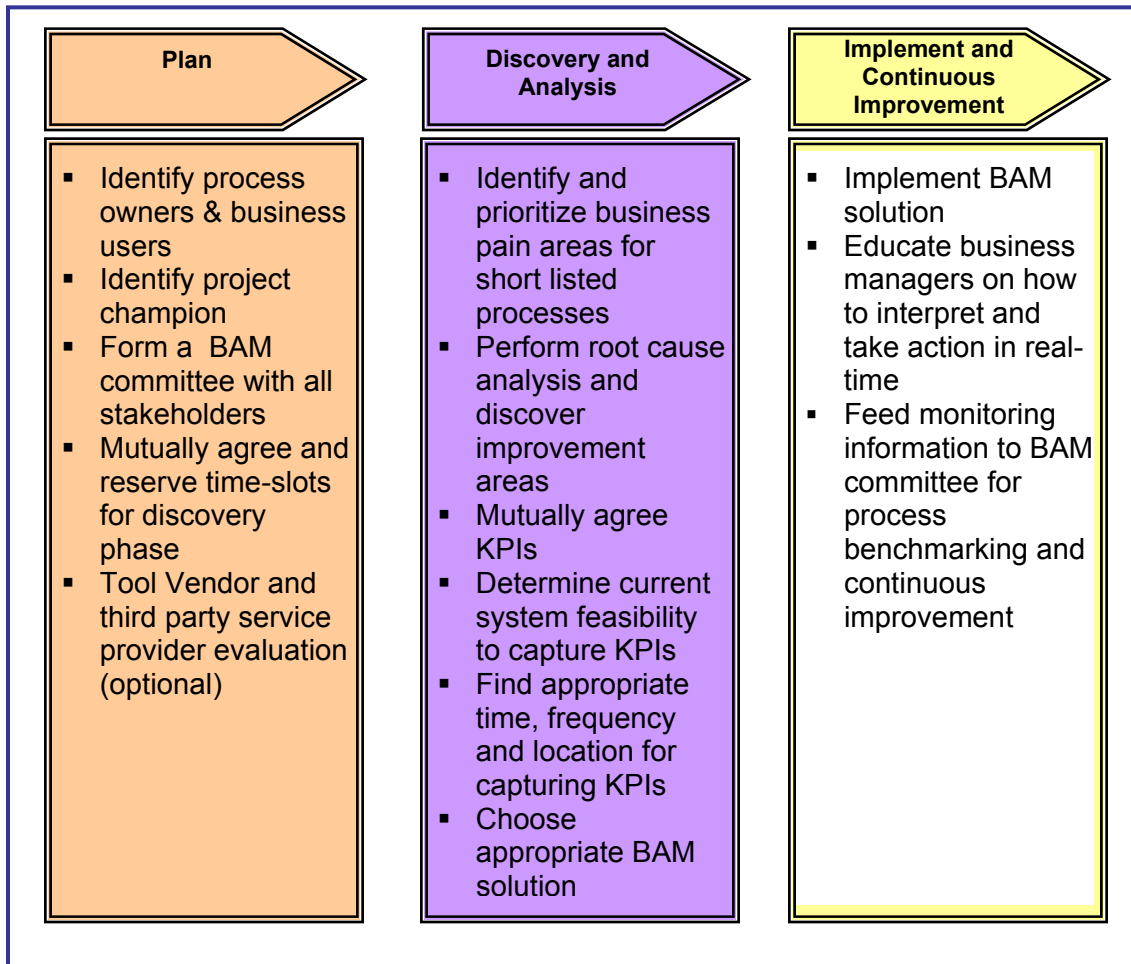 Plan
▪ Identify process
owners & business
users
▪ Identify project
champion
▪ Form a BAM
committee with all
stakeholders
▪ Mutually agree and
reserve time-slots
for discovery
phase
▪ Tool Vendor and
third party service
provider evaluation
(optional)
Discovery and
Analysis
▪ Identify and
prioritize business
pain areas for
short listed
processes
▪ Perform root cause
analysis and
discover
improvement
areas
▪ Mutually agree
KPIs
▪ Determine current
system feasibility
to capture KPIs
▪ Find appropriate
time, frequency
and location for
capturing KPIs
▪ Choose
appropriate BAM
solution
Implement and
Continuous
Improvement
▪ Implement BAM
solution
▪ Educate business
managers on how
to interpret and
take action in real-
time
▪ Feed monitoring
information to BAM
committee for
process
benchmarking and
continuous
improvement